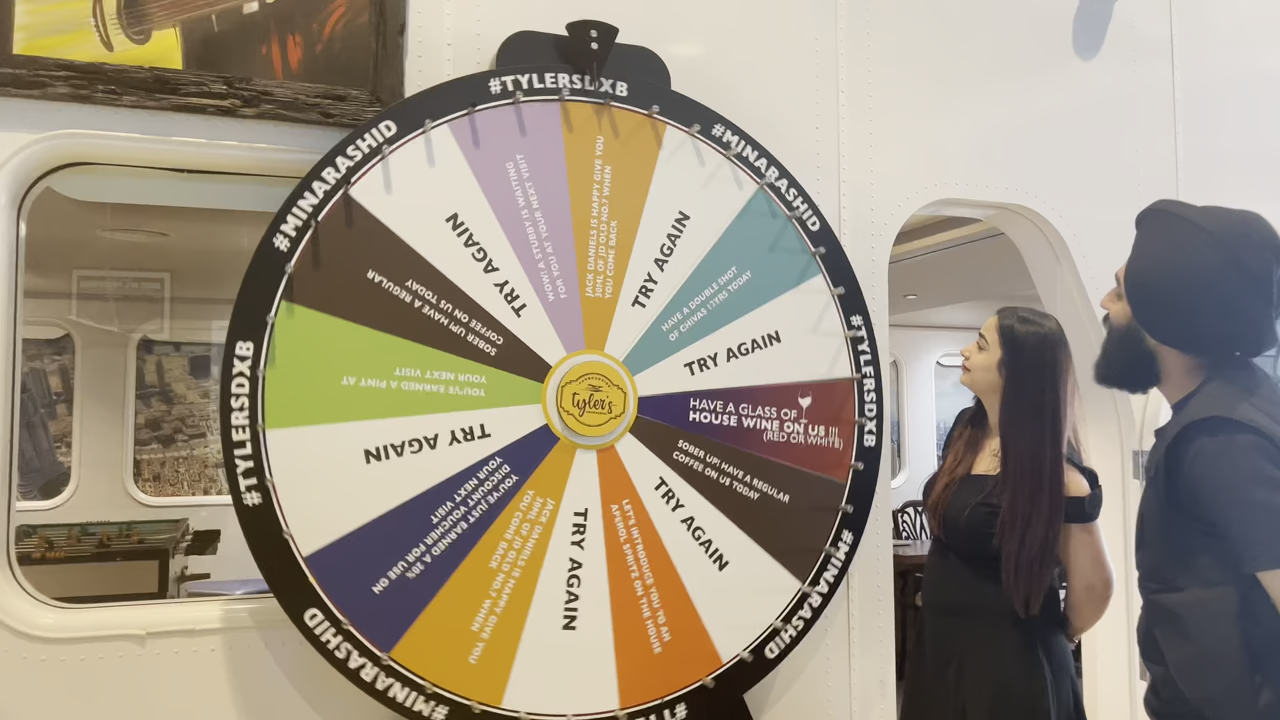 #TYLERSDXB
#MINARASHID
#TYLERSDXB
#MINARASHID
#MINARASHID
#TYLERSDXB
#MINARASHID
JACK DANIELS IS HAPPY GIVE YOU
30ML OF JD OLD NO.7 WHEN
YOU COME BACK
TRY AGAIN
HAVE A DOUBLE SHOT
OF CHIVAS 13YRS TODAY
TRY AGAIN
HAVE A GLASS OF
HOUSE WINE ON US !!!
(RED OR WHITE)
SOBER UP! HAVE A REGULAR
COFFEE ON US TODAY
TRY AGAIN
LET'S INTRODUCE YOU TO AN
APEROL SPRITZ ON THE HOUSE
TRY AGAIN
JACK DANIELS IS HAPPY GIVE YOU
30ML OF JD OLD NO.7 WHEN
YOU COME BACK
YOU'VE JUST EARNED A 20%
DISCOUNT VOUCHER FOR USE ON
YOUR NEXT VISIT
TRY AGAIN
YOU'VE EARNED A PINT AT
YOUR NEXT VISIT
SOBER UP! HAVE A REGULAR
COFFEE ON US TODAY
TRY AGAIN
WOW! A STUBBY IS WAITING
FOR YOU AT YOUR NEXT VISIT
tyler's